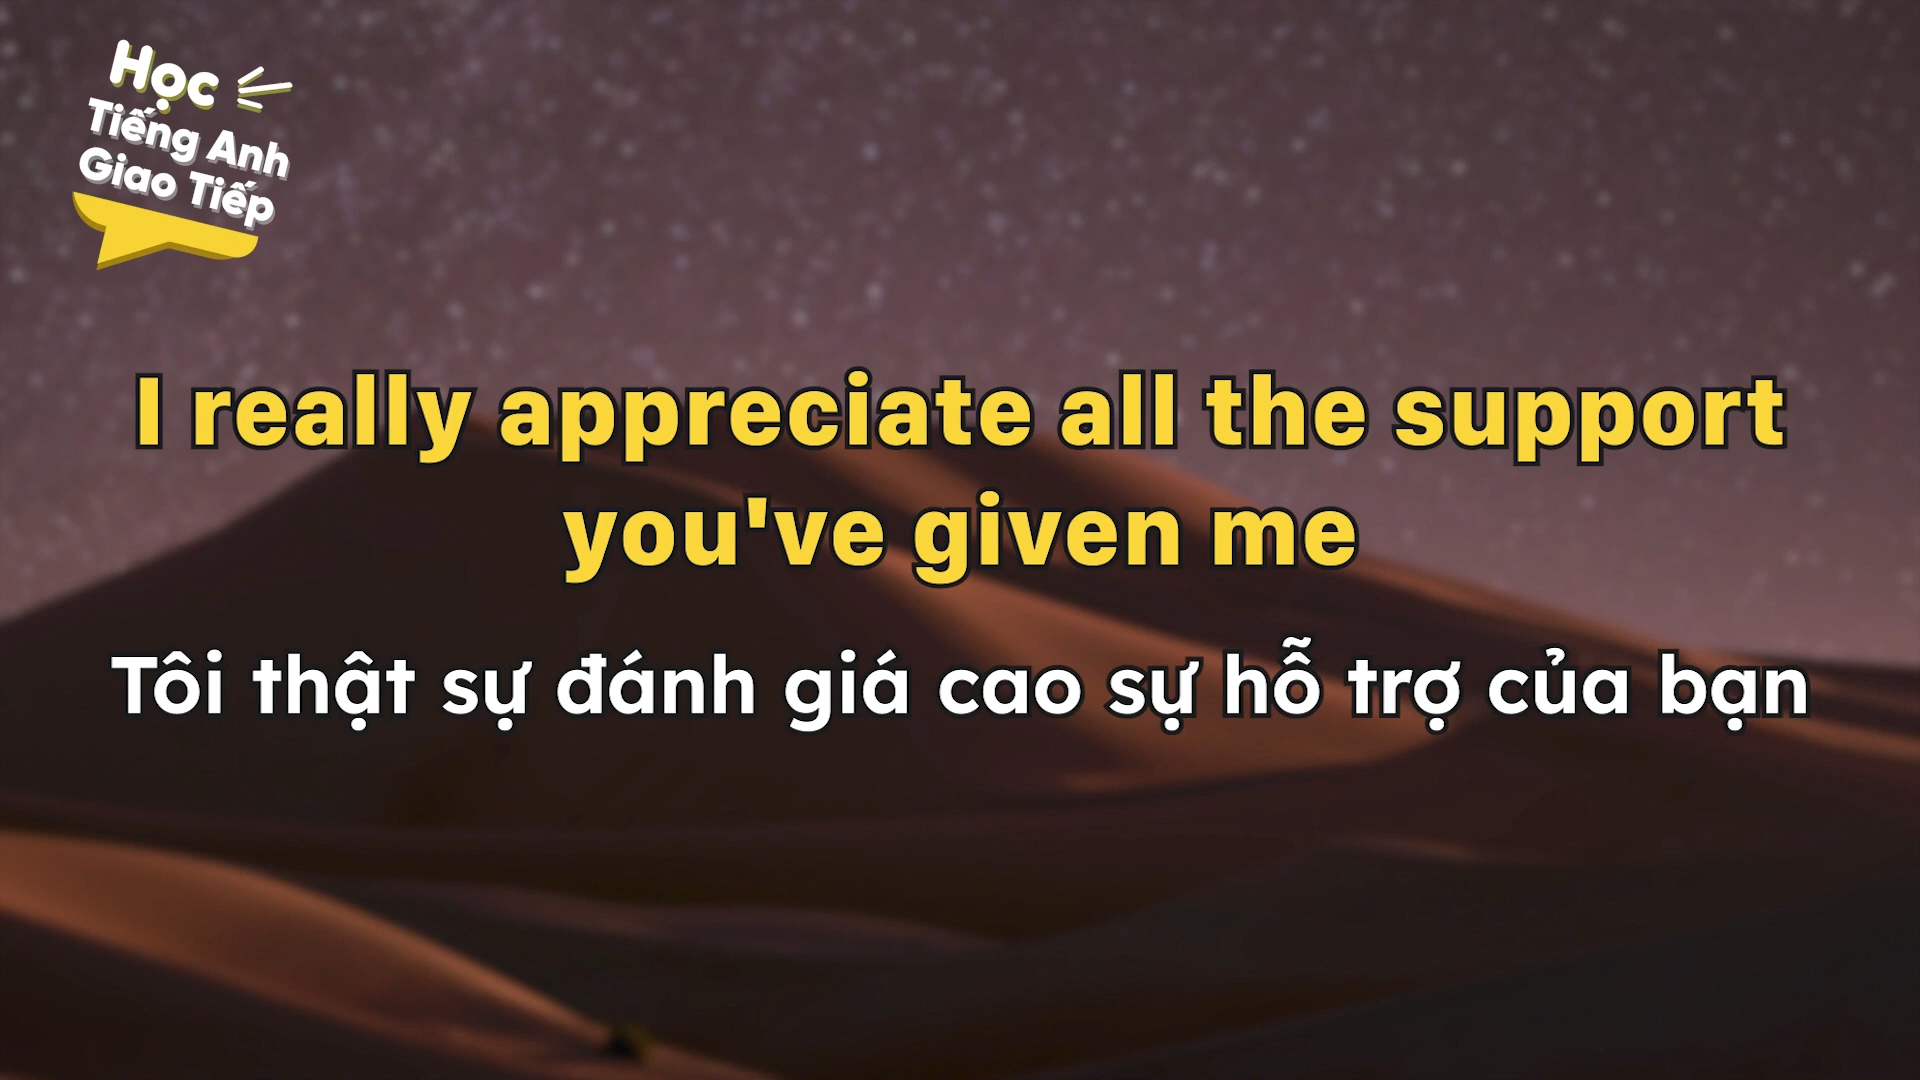 Học
Tiếng Anh
Giao Tiếp
I really appreciate all the support
you've given me
Tôi thật sự đánh giá cao sự hỗ trợ của bạn